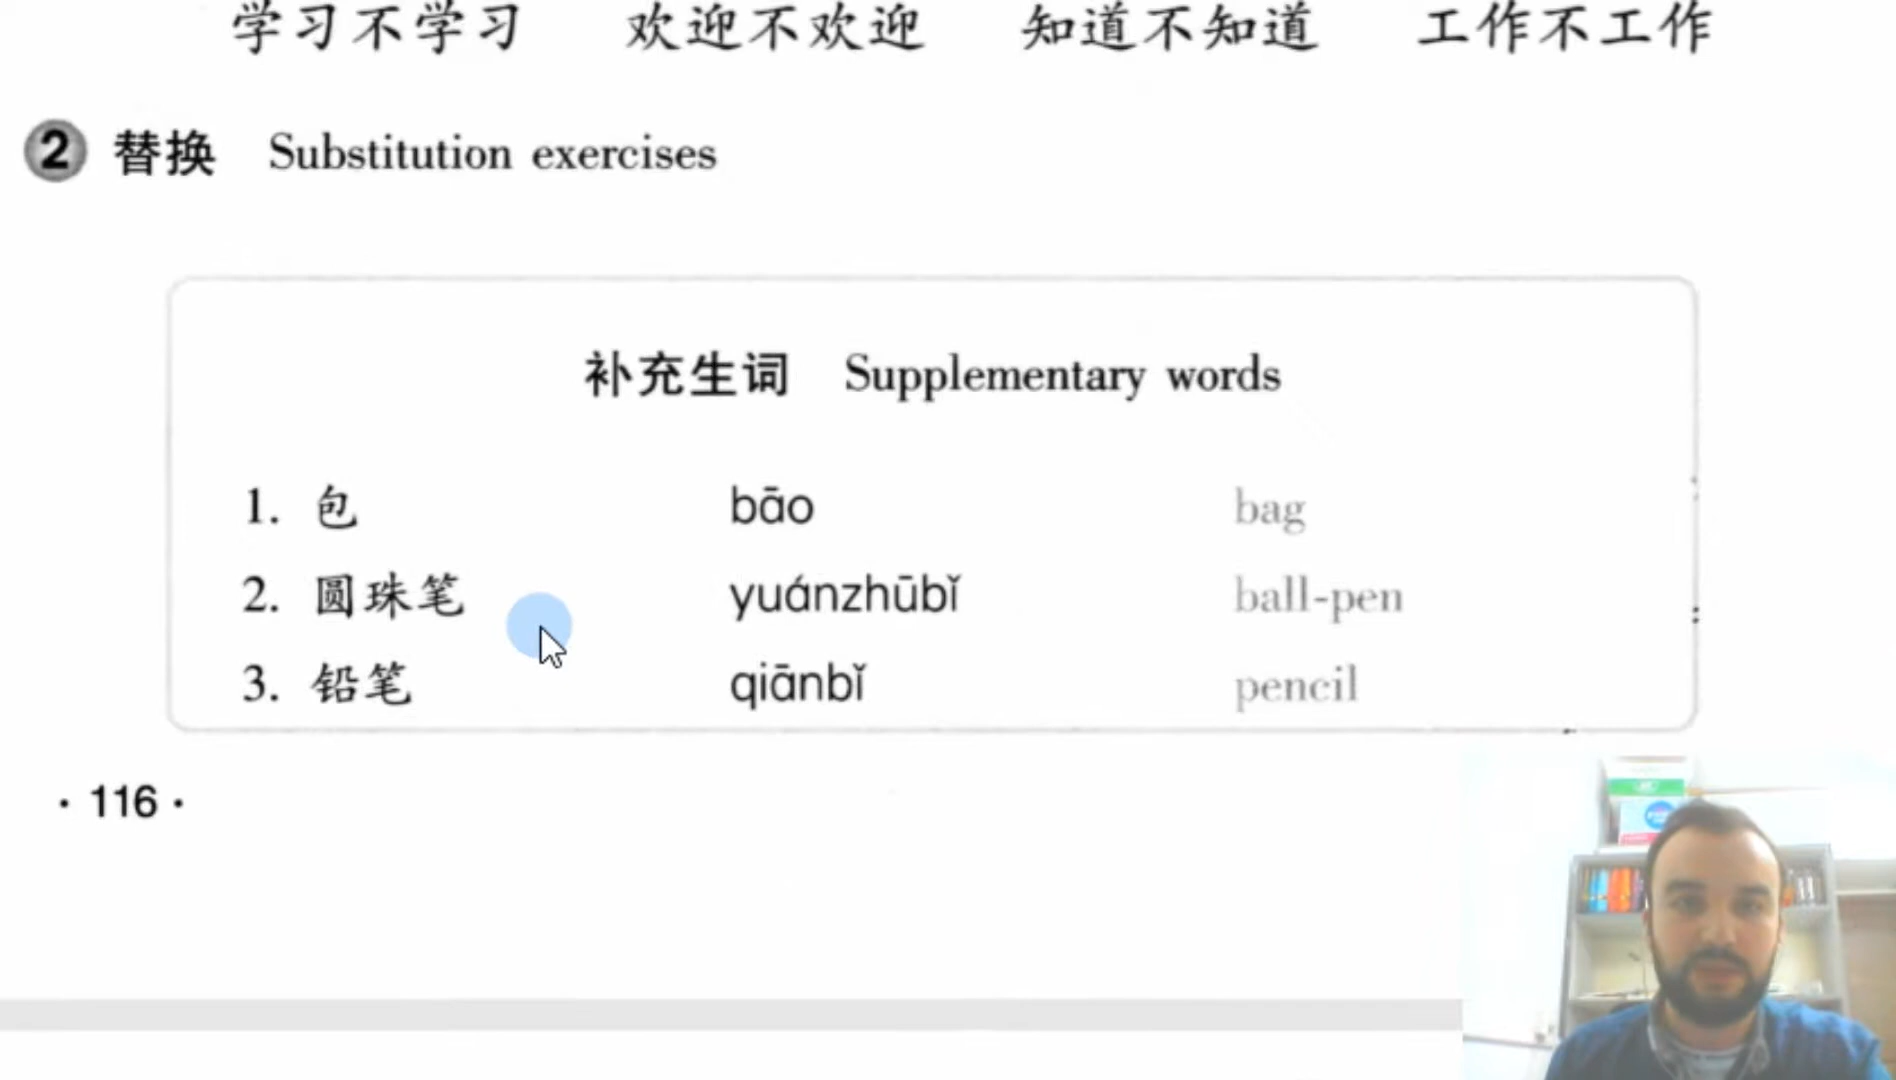 学习不学习 欢迎不欢迎 知道不知道 工作不工作
2 替换 Substitution exercises
补充生词 Supplementary words
1. 包 bāo bag
2. 圆珠笔 yuánzhūbǐ ball-pen
3. 铅笔 qiānbǐ pencil
· 116 ·